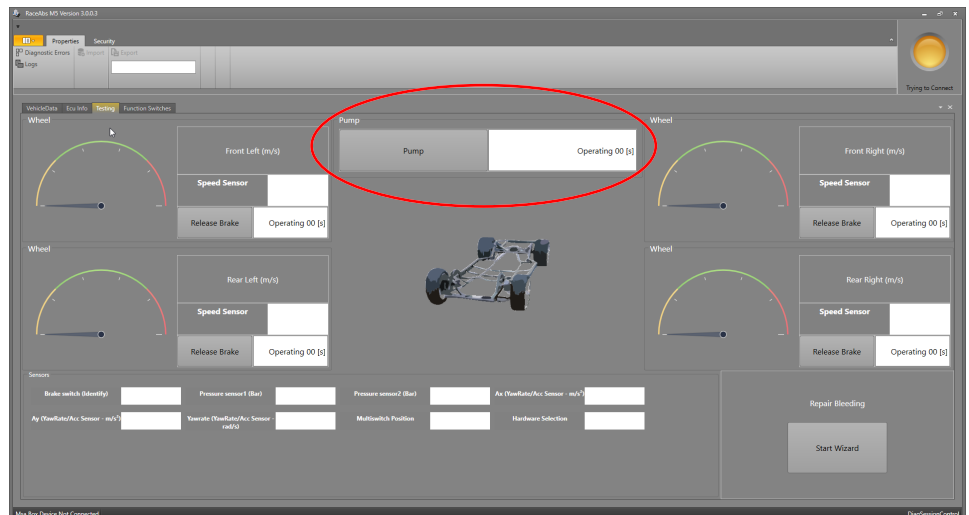 RaceAbs M5 Version 3.0.0.3
Properties Security
Diagnostic Errors Import Export
Logs
Trying to Connect
VehicleData Ecu Info Testing Function Switches
Wheel
Front Left (m/s)
Speed Sensor
Release Brake Operating 00 [s]
Pump
Pump Operating 00 [s]
Wheel
Front Right (m/s)
Speed Sensor
Release Brake Operating 00 [s]
Wheel
Rear Left (m/s)
Speed Sensor
Release Brake Operating 00 [s]
Wheel
Rear Right (m/s)
Speed Sensor
Release Brake Operating 00 [s]
Sensors
Brake switch (Identify) Pressure sensor1 (Bar) Pressure sensor2 (Bar) Ax (YawRate/Acc Sensor - m/s²)
Ay (YawRate/Acc Sensor - m/s²) Yawrate (YawRate/Acc Sensor - rad/s) Multiswitch Position Hardware Selection
Repair Bleeding
Start Wizard
Msa Box Device Not Connected DiagSessionControl